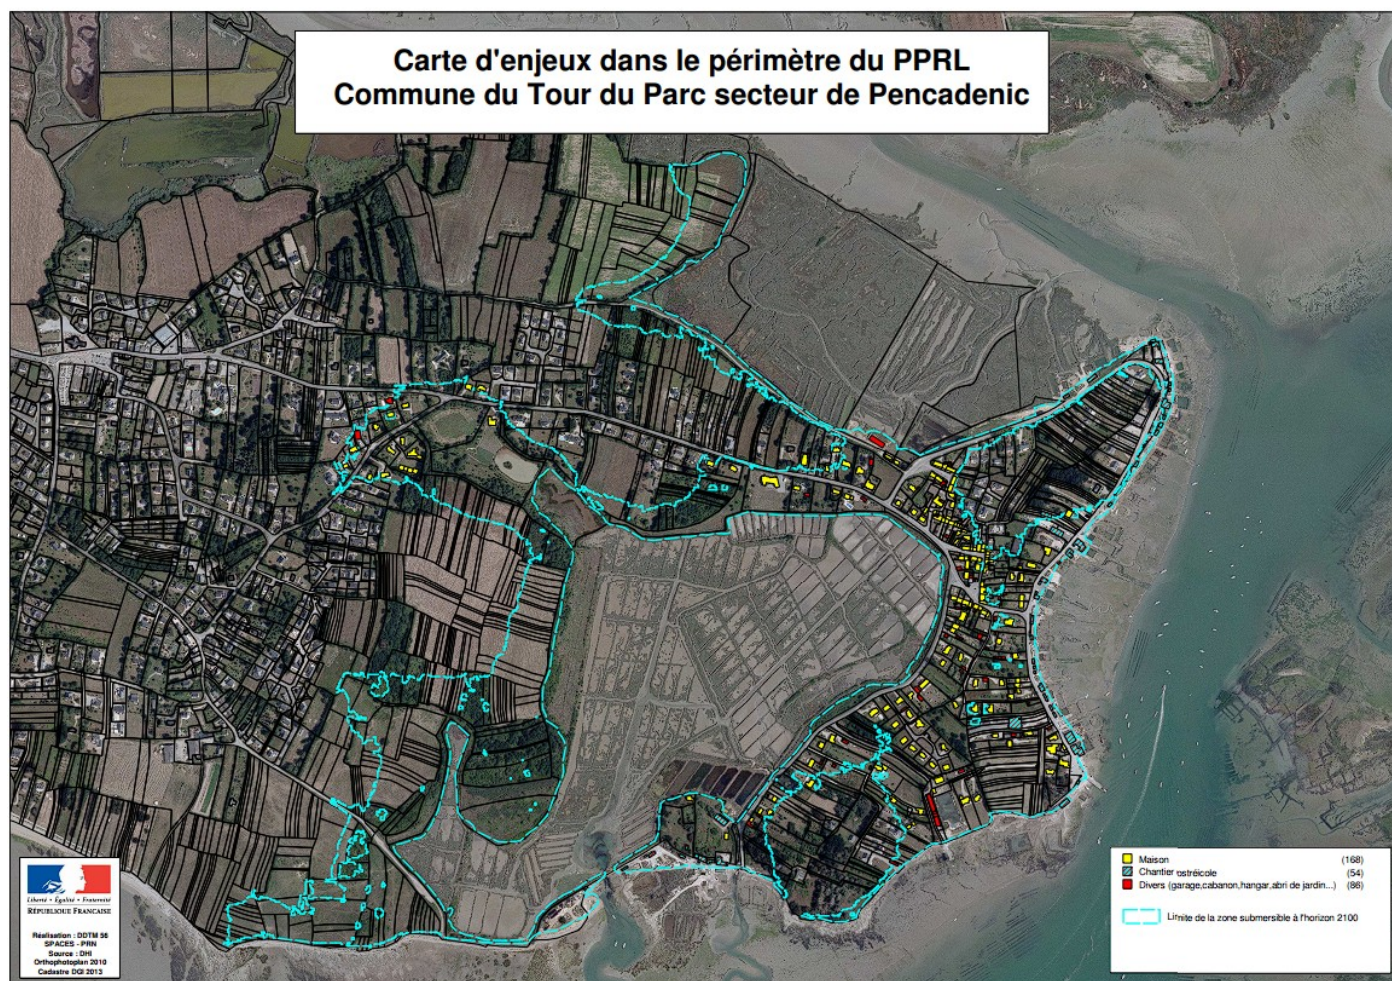 Carte d'enjeux dans le périmètre du PPRL
Commune du Tour du Parc secteur de Pencadenic
Maison (168)
Chantier ostréicole (54)
Divers (garage,cabanon,hangar,abri de jardin...) (86)
Limite de la zone submersible à l'horizon 2100
Liberté • Égalité • Fraternité
RÉPUBLIQUE FRANÇAISE
Réalisation : DDTM 56
SPACES - PRN
Source : DHI
Orthophotoplan 2010
Cadastre DGI 2013